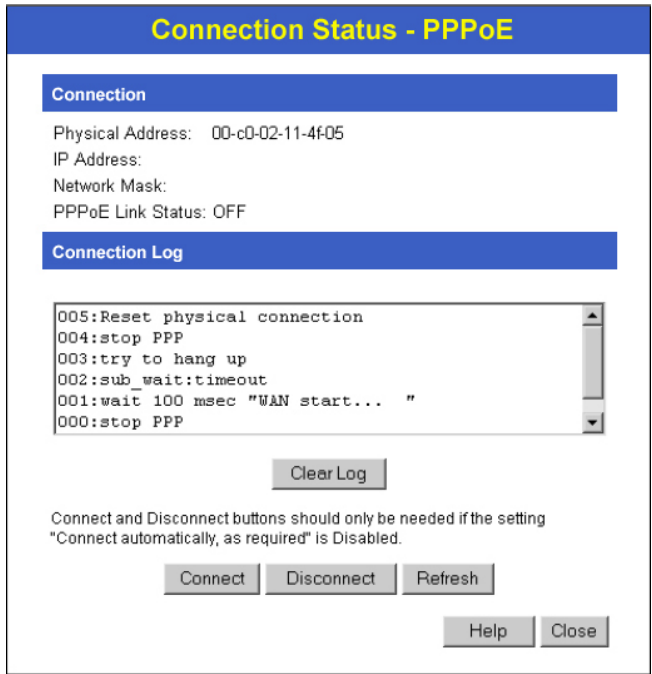 Connection Status - PPPoE
Connection
Physical Address: 00-c0-02-11-4f-05
IP Address:
Network Mask:
PPPoE Link Status: OFF
Connection Log
005:Reset physical connection
004:stop PPP
003:try to hang up
002:sub_wait:timeout
001:wait 100 msec "WAN start... "
000:stop PPP
Clear Log
Connect and Disconnect buttons should only be needed if the setting
"Connect automatically, as required" is Disabled.
Connect Disconnect Refresh
Help Close